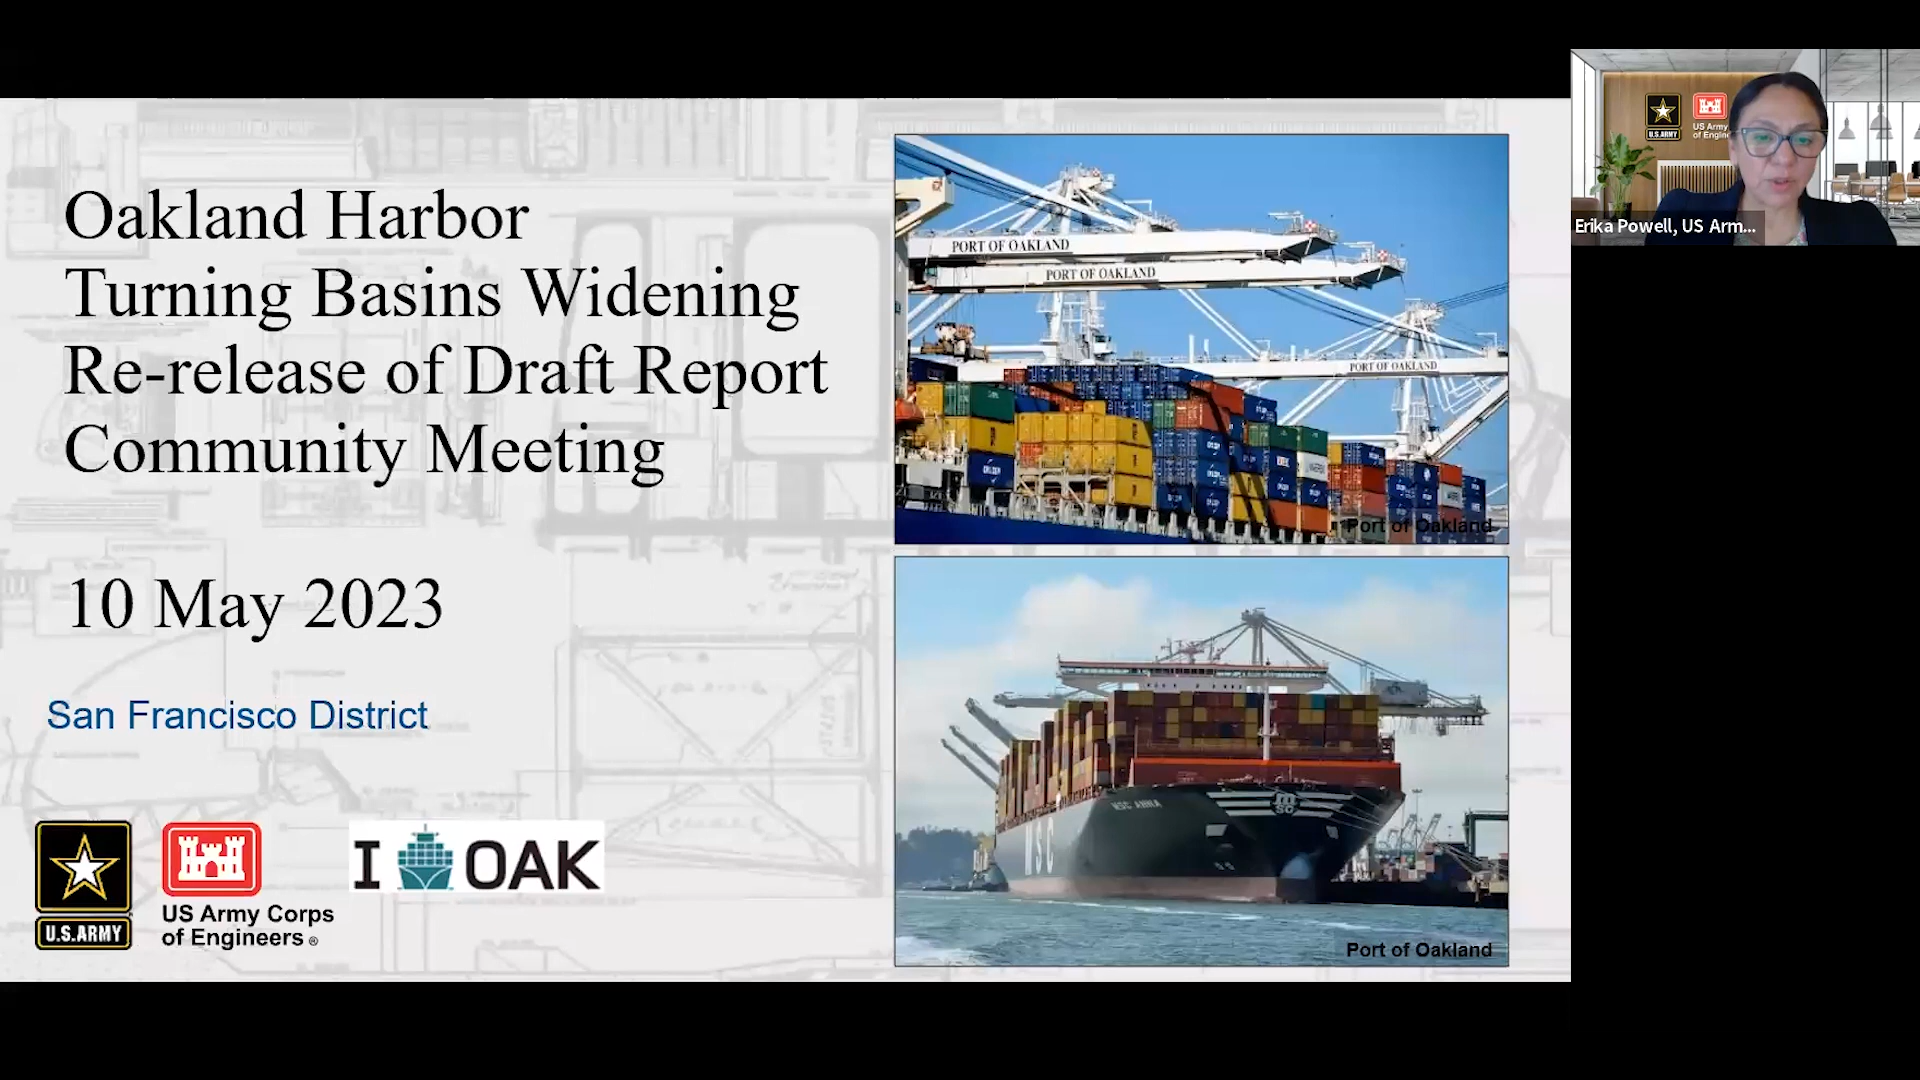 Oakland Harbor
Turning Basins Widening
Re-release of Draft Report
Community Meeting
10 May 2023
San Francisco District
U.S.ARMY
US Army Corps
of Engineers ®
I OAK
PORT OF OAKLAND
PORT OF OAKLAND
PORT OF OAKLAND
Port of Oakland
MSC ANNA
MSC
Port of Oakland
U.S.ARMY
US Army
of Engine
Erika Powell, US Arm...